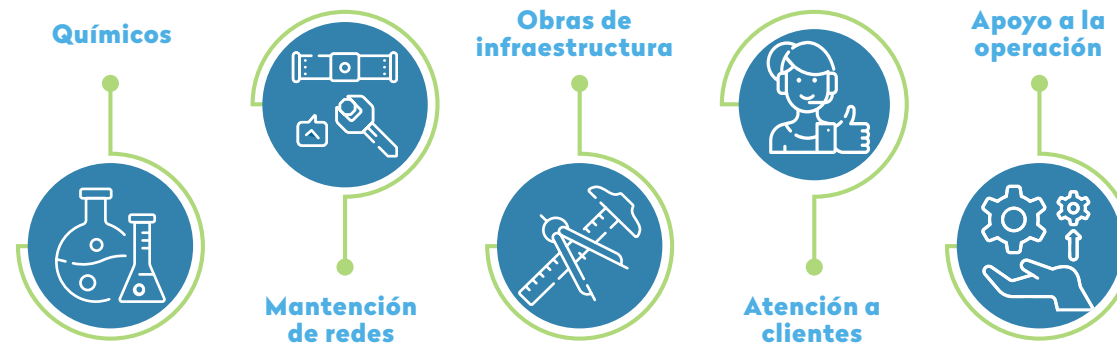 Químicos
Mantención
de redes
Obras de
infraestructura
Atención a
clientes
Apoyo a la
operación